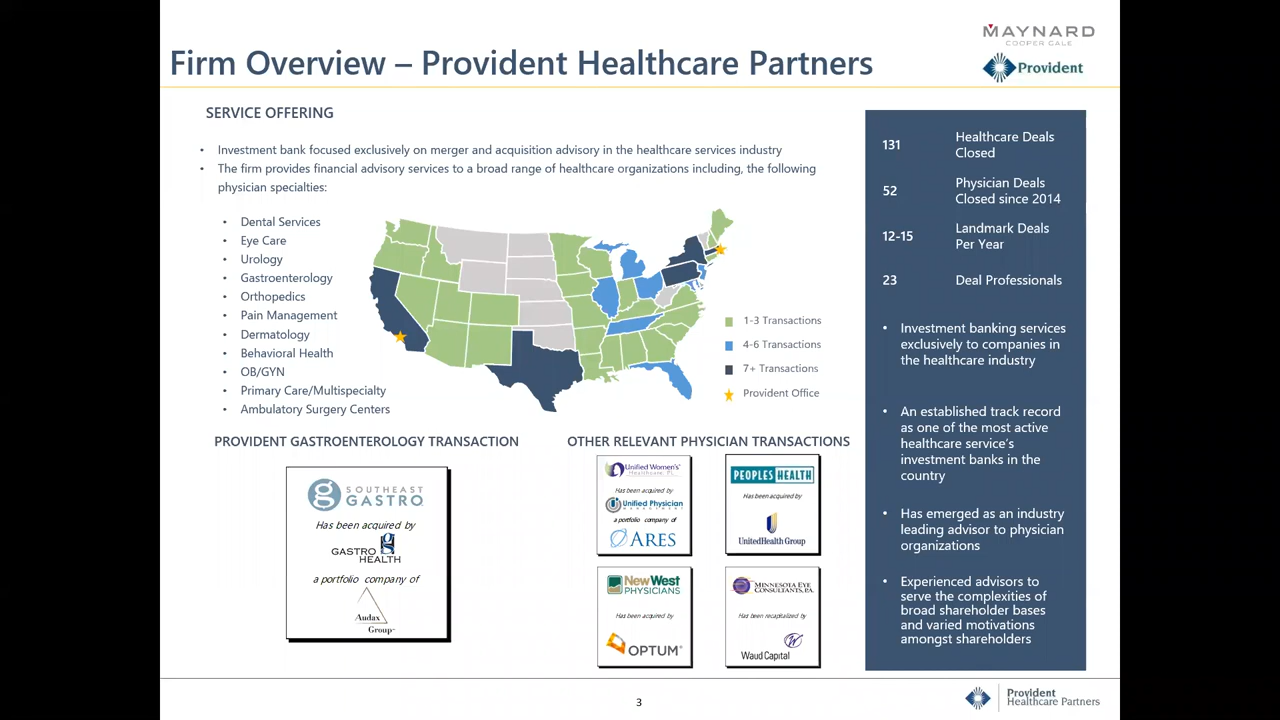 MAYNARD
COOPER GALE
Firm Overview – Provident Healthcare Partners
Provident
SERVICE OFFERING
• Investment bank focused exclusively on merger and acquisition advisory in the healthcare services industry
• The firm provides financial advisory services to a broad range of healthcare organizations including, the following
physician specialties:
• Dental Services
• Eye Care
• Urology
• Gastroenterology
• Orthopedics
• Pain Management
• Dermatology
• Behavioral Health
• OB/GYN
• Primary Care/Multispecialty
• Ambulatory Surgery Centers
1-3 Transactions
4-6 Transactions
7+ Transactions
Provident Office
PROVIDENT GASTROENTEROLOGY TRANSACTION
SOUTHEAST
GASTRO
Has been acquired by
GASTRO
HEALTH
a portfolio company of
Audax
Group
OTHER RELEVANT PHYSICIAN TRANSACTIONS
Unified Women's
Healthcare, PL
Has been acquired by
Unified Physician
MANAGEMENT
a portfolio company of
ARES
PEOPLES HEALTH
Has been acquired by
UnitedHealth Group
New West
PHYSICIANS
Has been acquired by
OPTUM®
MINNESOTA EYE
CONSULTANTS, P.A.
Has been recapitalized by
Waud Capital
131 Healthcare Deals
Closed
52 Physician Deals
Closed since 2014
12-15 Landmark Deals
Per Year
23 Deal Professionals
• Investment banking services
exclusively to companies in
the healthcare industry
• An established track record
as one of the most active
healthcare service's
investment banks in the
country
• Has emerged as an industry
leading advisor to physician
organizations
• Experienced advisors to
serve the complexities of
broad shareholder bases
and varied motivations
amongst shareholders
3
Provident
Healthcare Partners